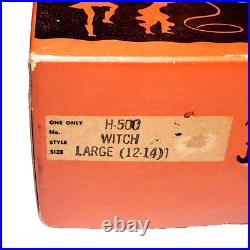 ONE ONLY
No. H-500
STYLE WITCH
SIZE LARGE (12-14)